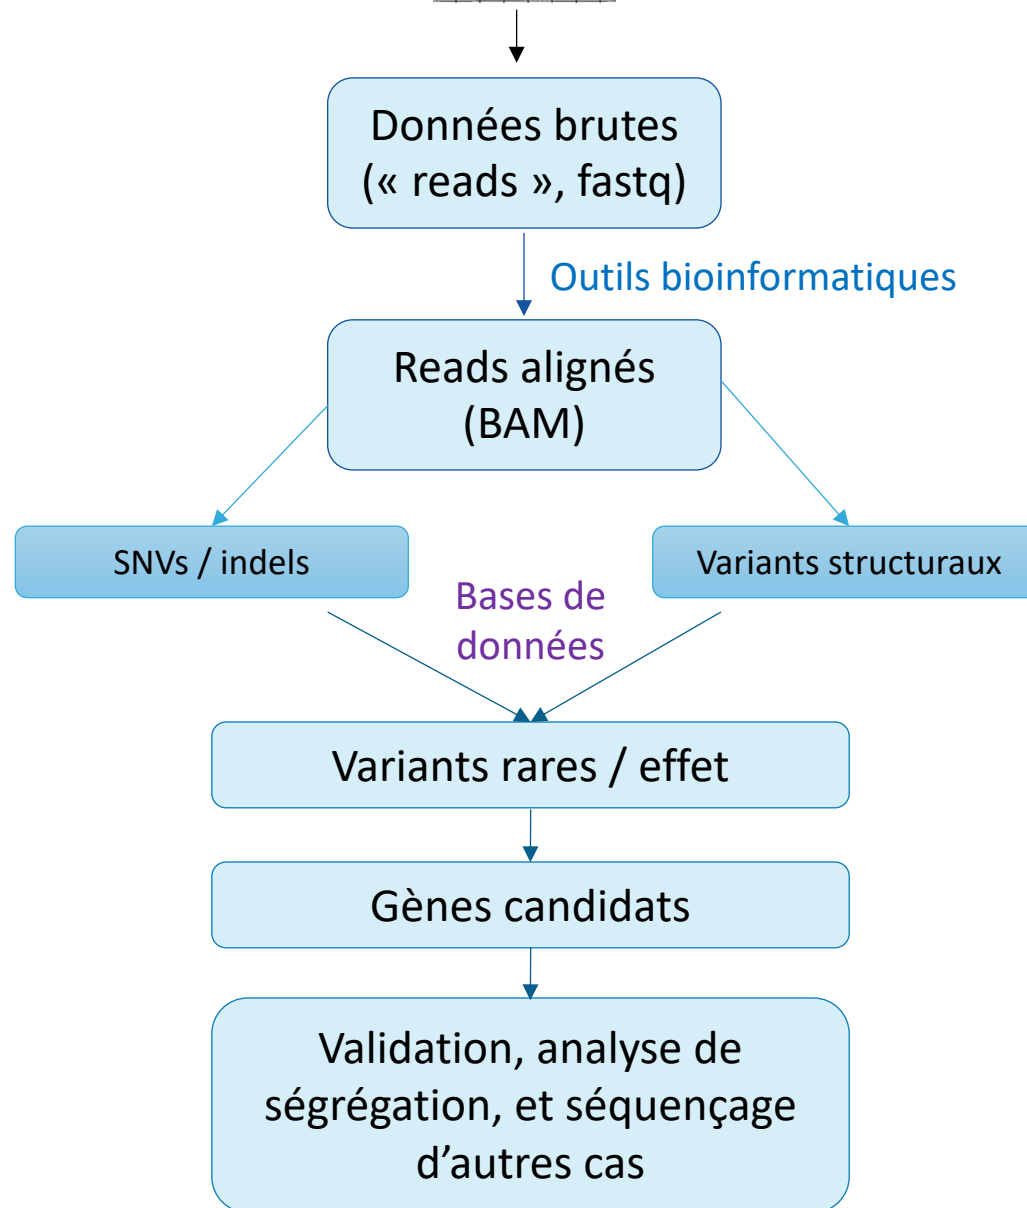 Données brutes
(« reads », fastq)
Outils bioinformatiques
Reads alignés
(BAM)
SNVs / indels
Variants structuraux
Bases de
données
Variants rares / effet
Gènes candidats
Validation, analyse de
ségrégation, et séquençage
d’autres cas